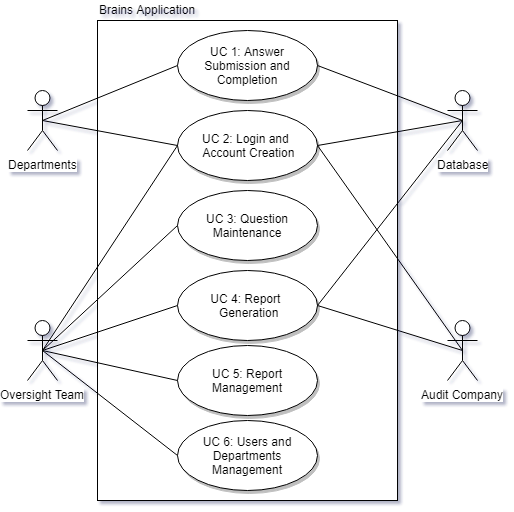 Brains Application
UC 1: Answer
Submission and
Completion
UC 2: Login and
Account Creation
Departments
Database
UC 3: Question
Maintenance
UC 4: Report
Generation
UC 5: Report
Management
Oversight Team
Audit Company
UC 6: Users and
Departments
Management